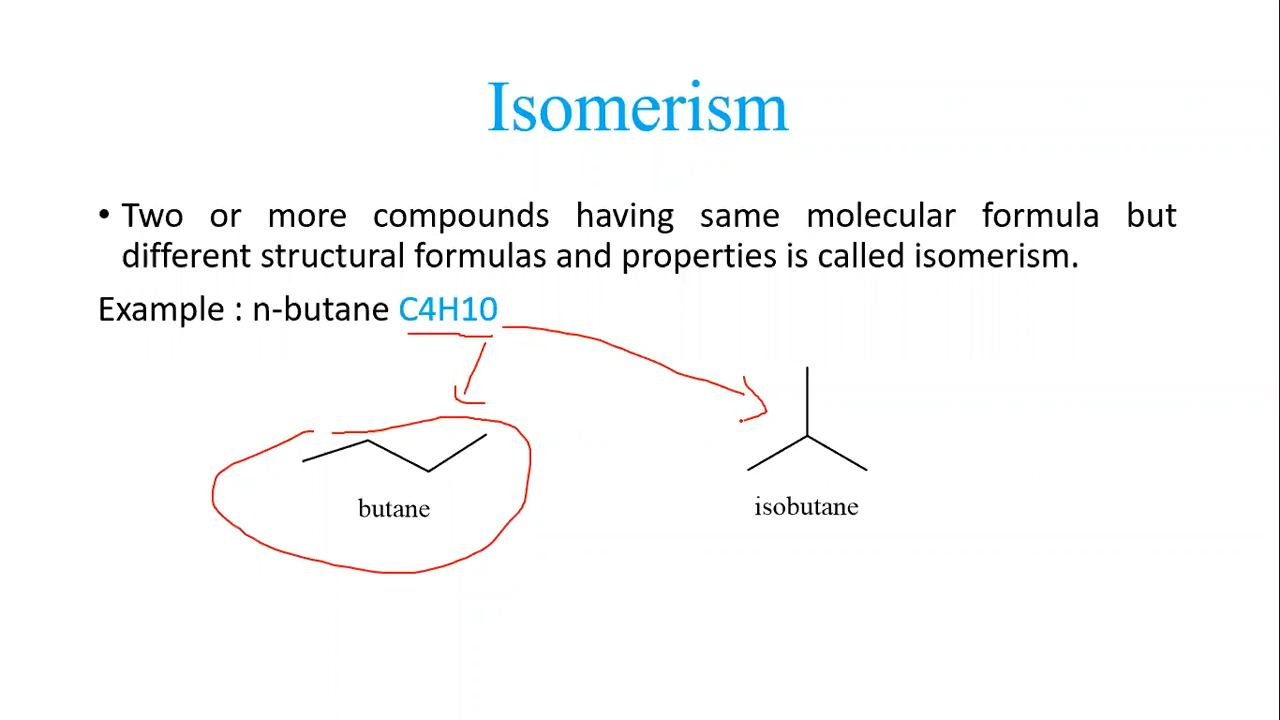 Isomerism
• Two or more compounds having same molecular formula but
different structural formulas and properties is called isomerism.
Example : n-butane C4H10
butane
isobutane